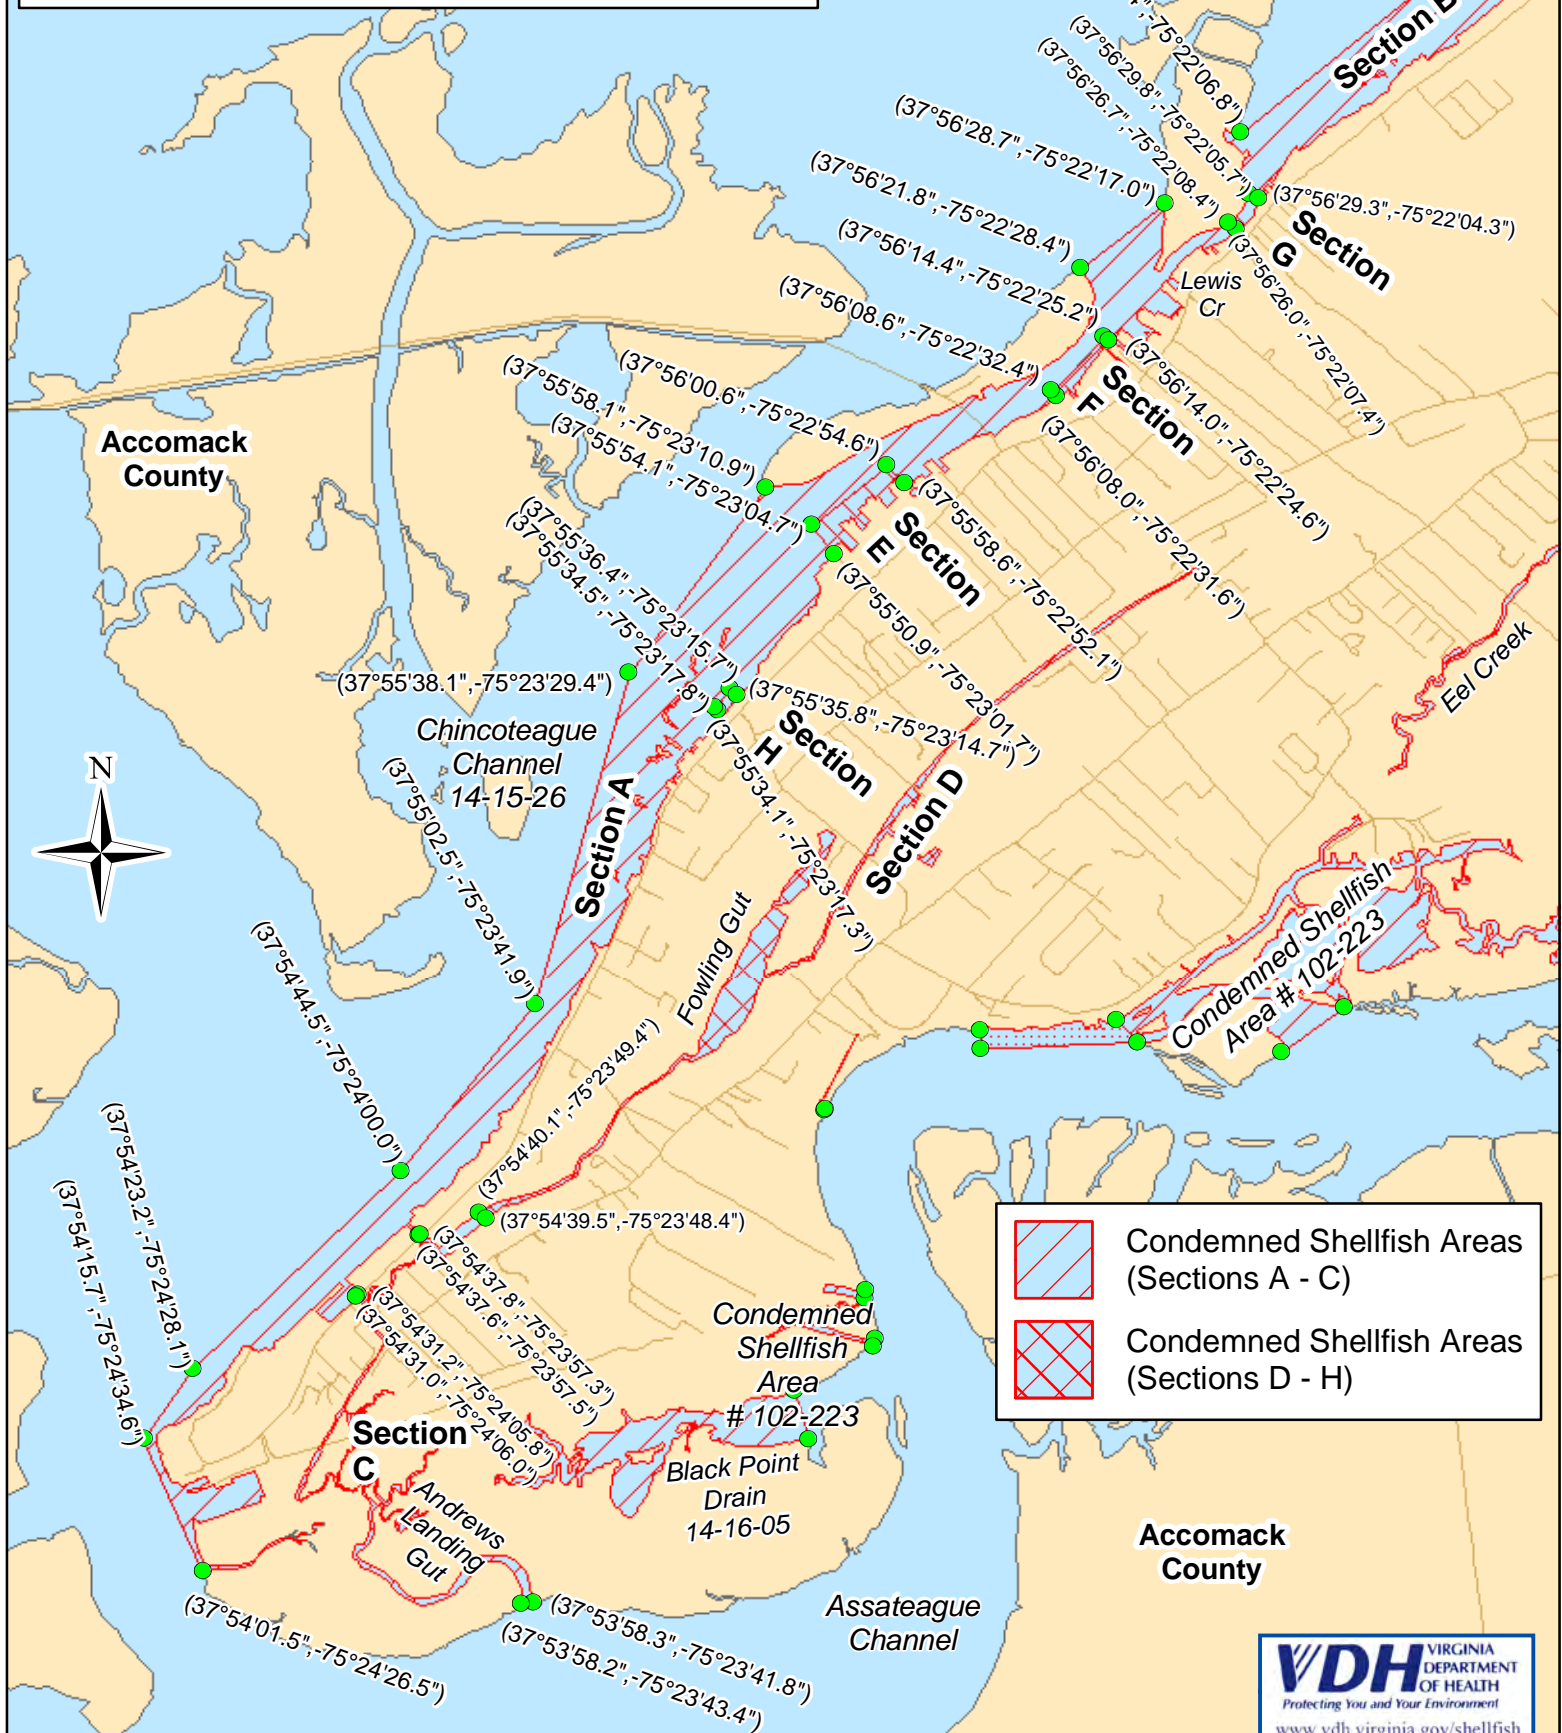 Section B
75°22'06.8")
(37°56'29.8",-75°22'05.7")
(37°56'26.7",-75°22'08.4")
(37°56'28.7",-75°22'17.0")
(37°56'29.3",-75°22'04.3")
(37°56'21.8",-75°22'28.4")
Section
G
(37°56'14.4",-75°22'25.2")
(37°56'26.0",-75°22'07.4")
Lewis
Cr
(37°56'08.6",-75°22'32.4")
(37°56'14.0",-75°22'24.6")
(37°56'00.6",-75°22'54.6")
(37°55'58.1",-75°23'10.9")
Section
F
(37°55'54.1",-75°23'04.7")
(37°56'08.0",-75°22'31.6")
Accomack
County
(37°55'58.6",-75°22'52.1")
(37°55'36.4",-75°23'15.7")
(37°55'34.5",-75°23'17.8")
Section
E
(37°55'50.9",-75°23'01.7")
Eel Creek
(37°55'38.1",-75°23'29.4")
(37°55'35.8",-75°23'14.7")
Chincoteague
Channel
14-15-26
Section
H
(37°55'34.1",-75°23'17.3")
N
(37°55'02.5",-75°23'41.9")
Section A
Section D
Fowling Gut
Condemned Shellfish
Area # 102-223
(37°54'44.5",-75°24'00.0")
(37°54'40.1",-75°23'49.4")
(37°54'23.2",-75°24'28.1")
(37°54'15.7",-75°24'34.6")
(37°54'39.5",-75°23'48.4")
(37°54'37.8",-75°23'57.3")
(37°54'37.6",-75°23'57.5")
(37°54'31.2",-75°24'05.8")
(37°54'31.0",-75°24'06.0")
Condemned Shellfish Areas
(Sections A - C)
Condemned Shellfish Areas
(Sections D - H)
Condemned
Shellfish
Area
# 102-223
Section
C
Black Point
Drain
14-16-05
Andrews
Landing
Gut
Accomack
County
(37°54'01.5",-75°24'26.5")
(37°53'58.3",-75°23'41.8")
(37°53'58.2",-75°23'43.4")
Assateague
Channel
VDH VIRGINIA
DEPARTMENT
OF HEALTH
Protecting You and Your Environment
www.vdh.virginia.gov/shellfish